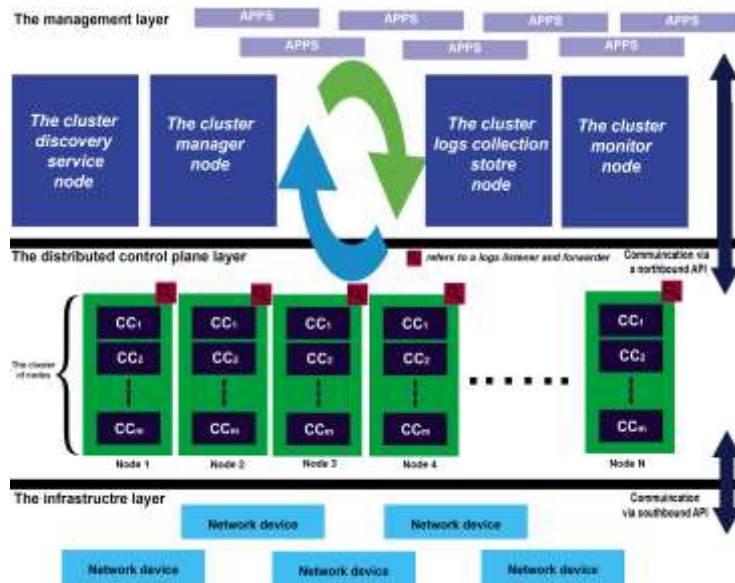 The management layer
APPS APPS APPS APPS
APPS APPS APPS
The cluster
discovery
service
node
The cluster
manager
node
The cluster
logs collection
stotre
node
The cluster
monitor
node
The distributed control plane layer
refers to a logs listener and forwarder
Commuincation via
a northbound API
The cluster
of nodes
CC1 CC1 CC1 CC1 CC1
CC2 CC2 CC2 CC2 CC2
CCm CCm CCm CCm CCm
Node 1 Node 2 Node 3 Node 4 Node N
The infrastructre layer
Commuincation
via southbound API
Network device Network device
Network device Network device Network device